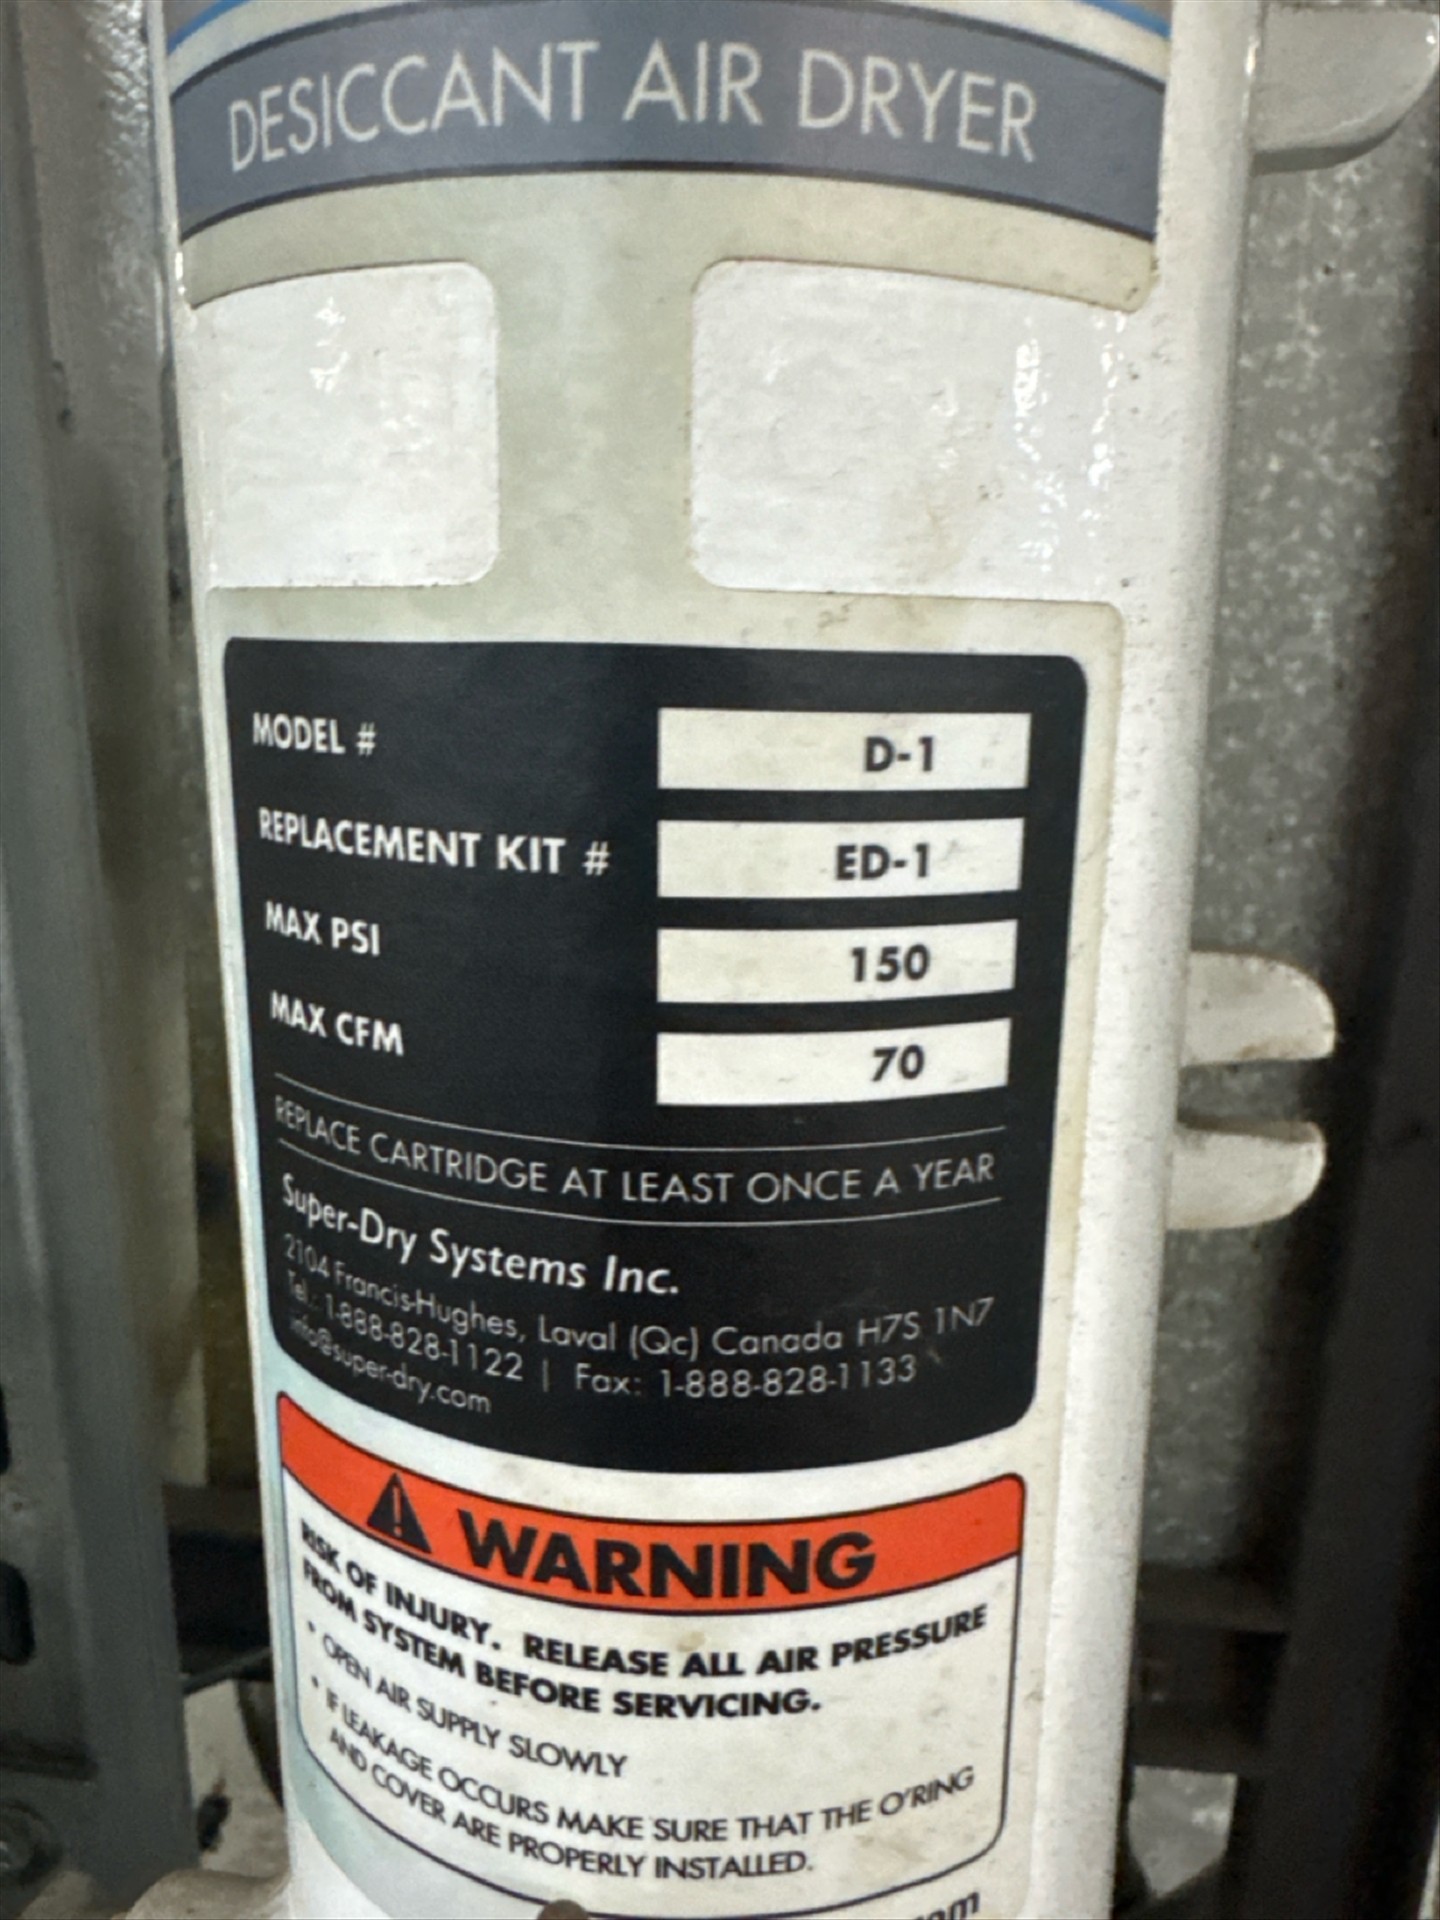 DESICCANT AIR DRYER
MODEL # D-1
REPLACEMENT KIT # ED-1
MAX PSI 150
MAX CFM 70
REPLACE CARTRIDGE AT LEAST ONCE A YEAR
Super-Dry Systems Inc.
2104 Francis-Hughes, Laval (Qc) Canada H7S 1N7
Tel.: 1-888-828-1122 | Fax: 1-888-828-1133
info@super-dry.com
WARNING
RISK OF INJURY. RELEASE ALL AIR PRESSURE
FROM SYSTEM BEFORE SERVICING.
• OPEN AIR SUPPLY SLOWLY
• IF LEAKAGE OCCURS MAKE SURE THAT THE O'RING
AND COVER ARE PROPERLY INSTALLED.